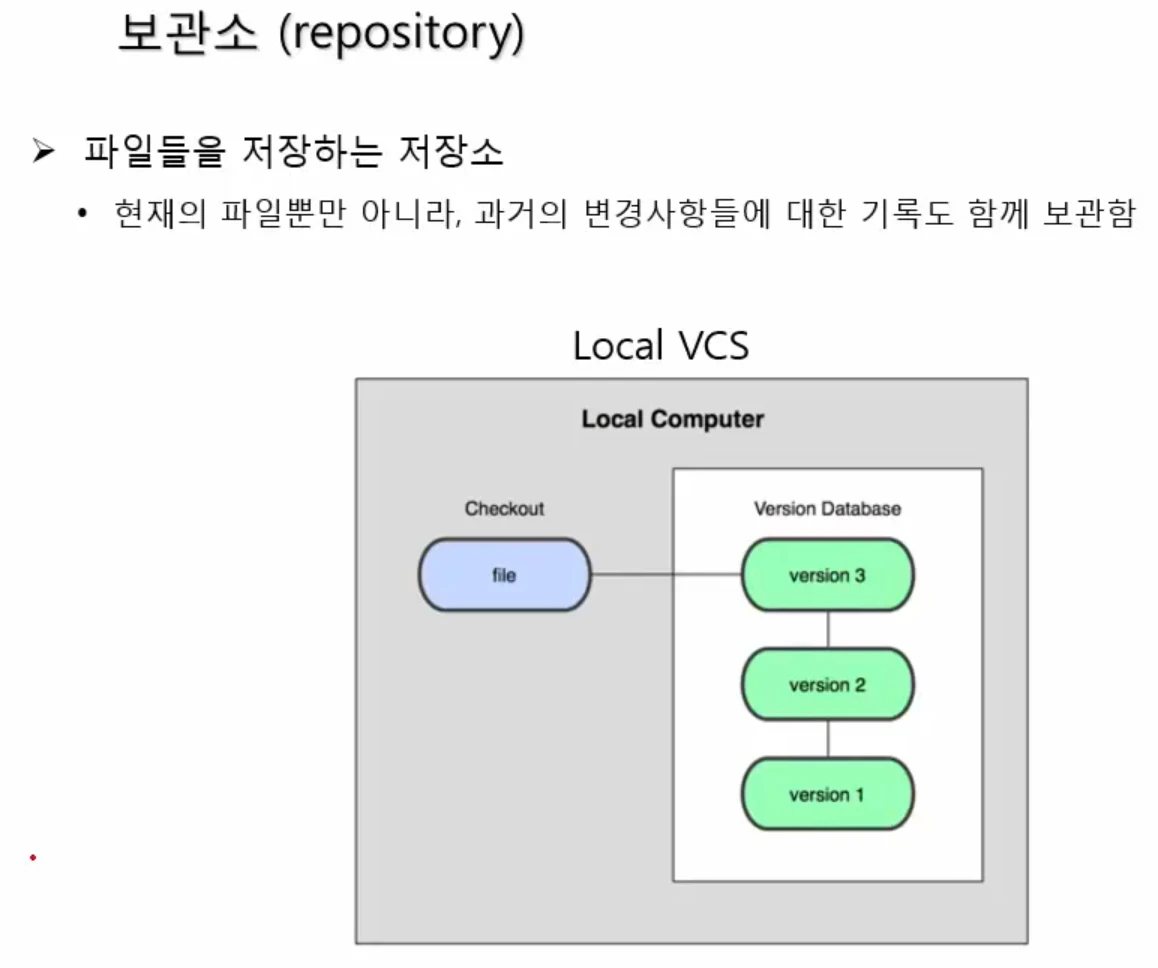 보관소 (repository)
파일들을 저장하는 저장소
현재의 파일뿐만 아니라, 과거의 변경사항들에 대한 기록도 함께 보관함
Local VCS
Local Computer
Checkout
Version Database
file
version 3
version 2
version 1